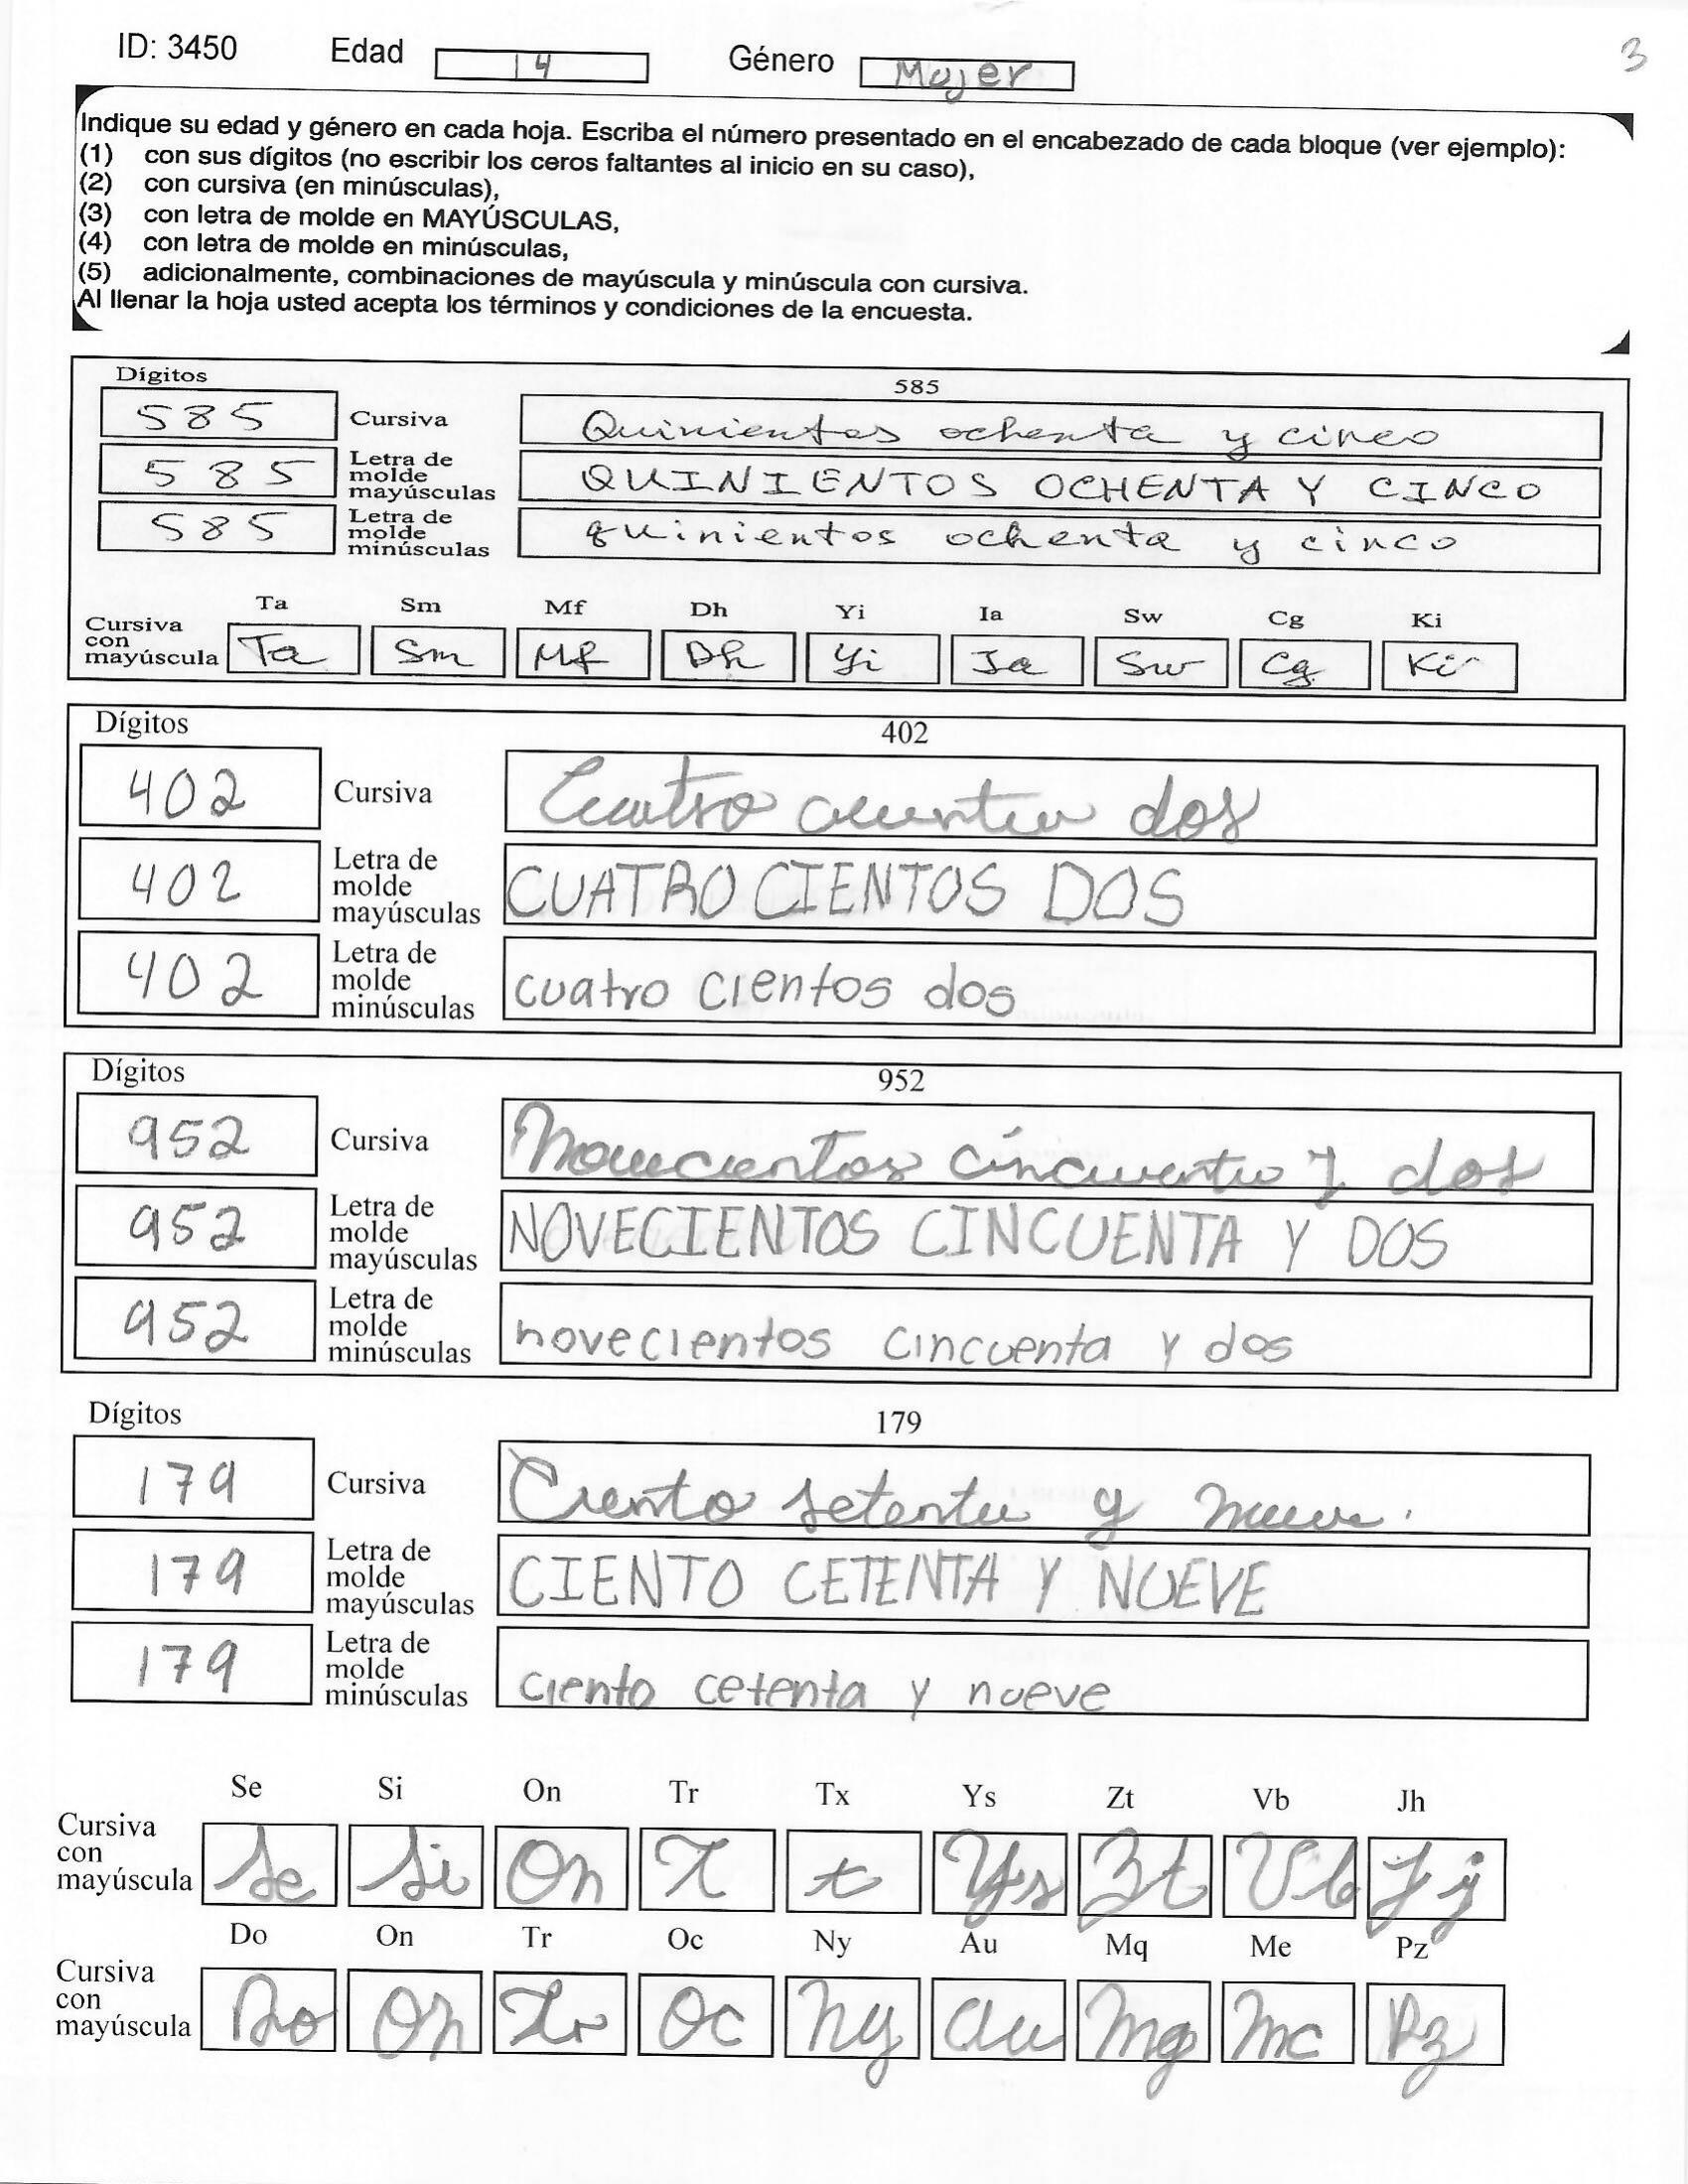 ID: 3450 Edad 14 Género Mujer 3
Indique su edad y género en cada hoja. Escriba el número presentado en el encabezado de cada bloque (ver ejemplo):
(1) con sus dígitos (no escribir los ceros faltantes al inicio en su caso),
(2) con cursiva (en minúsculas),
(3) con letra de molde en MAYÚSCULAS,
(4) con letra de molde en minúsculas,
(5) adicionalmente, combinaciones de mayúscula y minúscula con cursiva.
Al llenar la hoja usted acepta los términos y condiciones de la encuesta.
Dígitos 585
585 Cursiva Quinientos ochenta y cinco
585 Letra de molde mayúsculas QUINIENTOS OCHENTA Y CINCO
585 Letra de molde minúsculas quinientos ochenta y cinco
Ta Sm Mf Dh Yi Ia Sw Cg Ki
Cursiva con mayúscula Ta Sm Mf Dh Yi Ia Sw Cg Ki
Dígitos 402
402 Cursiva Cuatro dos
402 Letra de molde mayúsculas CUATRO CIENTOS DOS
402 Letra de molde minúsculas cuatro cientos dos
Dígitos 952
952 Cursiva Novecientos cincuenta y dos
952 Letra de molde mayúsculas NOVECIENTOS CINCUENTA Y DOS
952 Letra de molde minúsculas novecientos cincuenta y dos
Dígitos 179
179 Cursiva Ciento setenta y nueve.
179 Letra de molde mayúsculas CIENTO CETENTA Y NUEVE
179 Letra de molde minúsculas ciento cetenta y nueve
Se Si On Tr Tx Ys Zt Vb Jh
Cursiva con mayúscula Se Si On T t Ys Zt Vb Jj
Do On Tr Oc Ny Au Mq Me Pz
Cursiva con mayúscula Do On Tr Oc Ny au Mq Mc Pz